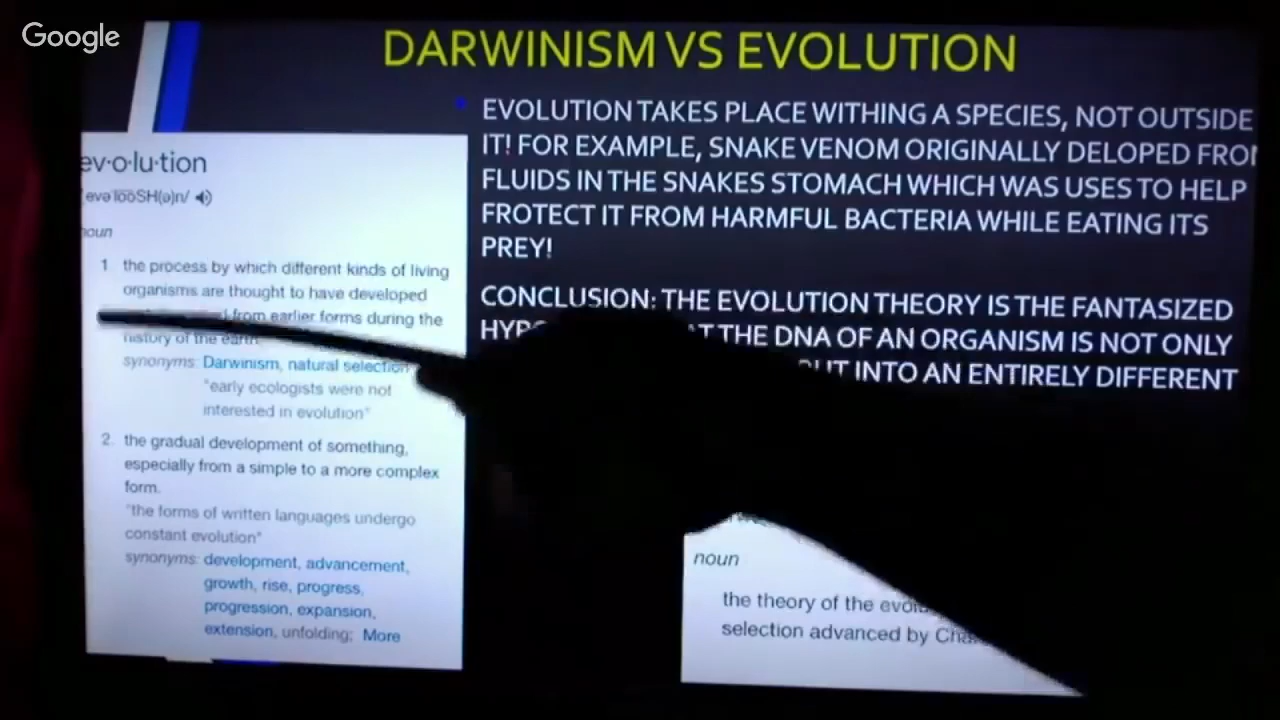 Google
DARWINISM VS EVOLUTION
EVOLUTION TAKES PLACE WITHING A SPECIES, NOT OUTSIDE
IT! FOR EXAMPLE, SNAKE VENOM ORIGINALLY DELOPED
FLUIDS IN THE SNAKES STOMACH WHICH WAS USES TO HELP
FROTECT IT FROM HARMFUL BACTERIA WHILE EATING ITS
PREY!
CONCLUSION: THE EVOLUTION THEORY IS THE FANTASIZED
THE DNA OF AN ORGANISM IS NOT ONLY
INTO AN ENTIRELY DIFFERENT
ev·o·lu·tion
/ˌevəˈlo͞oSH(ə)n/
noun
1. the process by which different kinds of living
organisms are thought to have developed
from earlier forms during the
history of the earth.
synonyms: Darwinism, natural selection
"early ecologists were not
interested in evolution"
2. the gradual development of something,
especially from a simple to a more complex
form.
"the forms of written languages undergo
constant evolution"
synonyms: development, advancement,
growth, rise, progress,
progression, expansion,
extension, unfolding; More
noun
the theory of the
selection advanced by